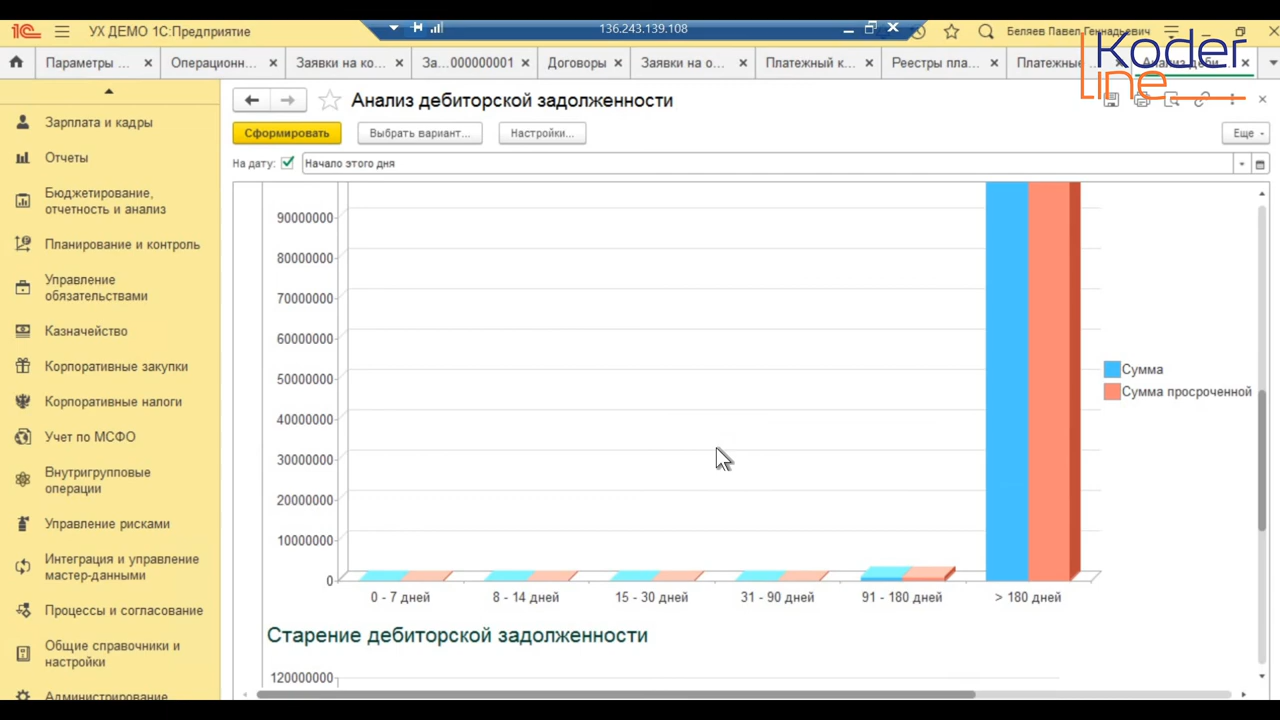 УХ ДЕМО 1С:Предприятие
136.243.139.108
Беляев Павел Геннадьевич
Koder
line
Параметры ...
Операционн...
Заявки на ко...
За...000000001
Договоры
Заявки на о...
Платежный к...
Реестры пла...
Платежные
Анализ деби...
Зарплата и кадры
Отчеты
Бюджетирование,
отчетность и анализ
Планирование и контроль
Управление
обязательствами
Казначейство
Корпоративные закупки
Корпоративные налоги
Учет по МСФО
Внутригрупповые
операции
Управление рисками
Интеграция и управление
мастер-данными
Процессы и согласование
Общие справочники и
настройки
Администрирование
Анализ дебиторской задолженности
Сформировать
Выбрать вариант...
Настройки...
Еще
На дату:
Начало этого дня
90000000
80000000
70000000
60000000
50000000
40000000
30000000
20000000
10000000
0
0 - 7 дней
8 - 14 дней
15 - 30 дней
31 - 90 дней
91 - 180 дней
> 180 дней
Сумма
Сумма просроченной
Старение дебиторской задолженности
120000000